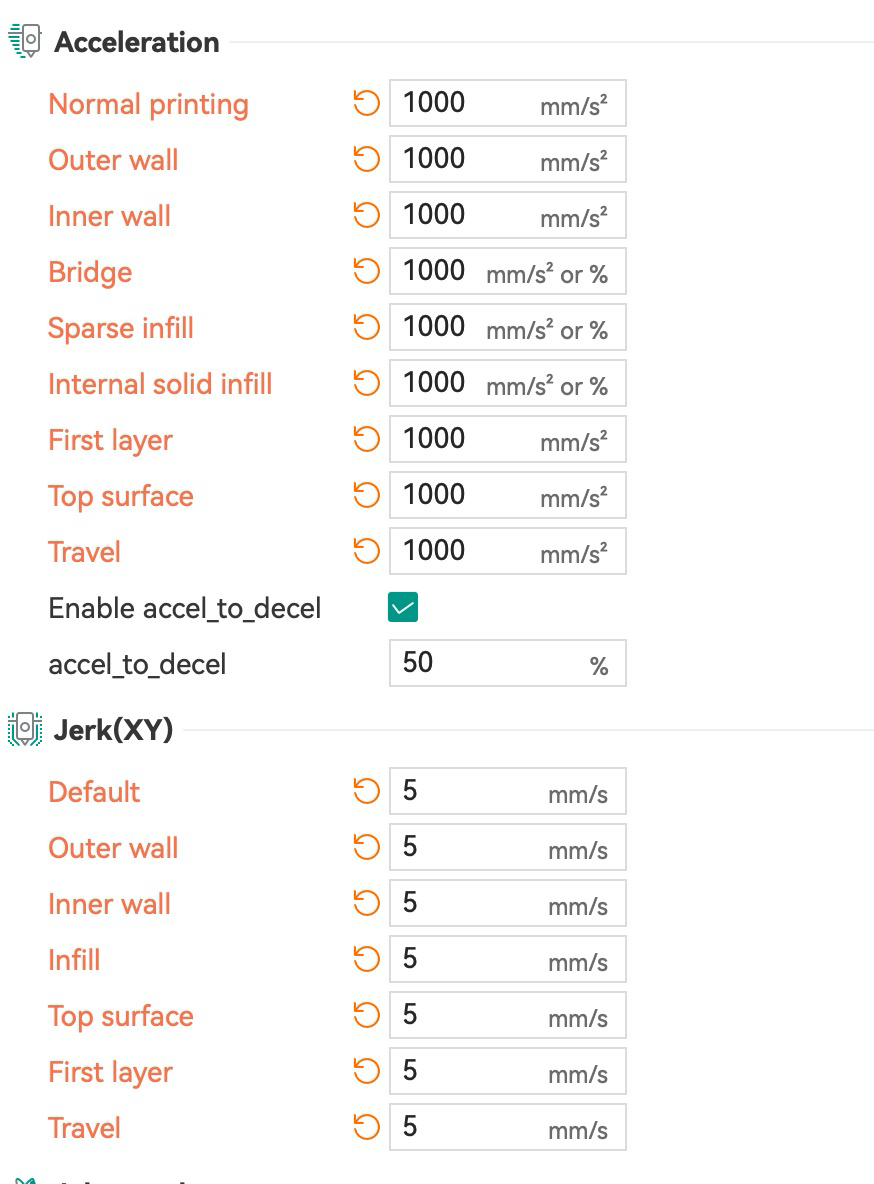 Acceleration
Normal printing 1000 mm/s²
Outer wall 1000 mm/s²
Inner wall 1000 mm/s²
Bridge 1000 mm/s² or %
Sparse infill 1000 mm/s² or %
Internal solid infill 1000 mm/s² or %
First layer 1000 mm/s²
Top surface 1000 mm/s²
Travel 1000 mm/s²
Enable accel_to_decel
accel_to_decel 50 %
Jerk(XY)
Default 5 mm/s
Outer wall 5 mm/s
Inner wall 5 mm/s
Infill 5 mm/s
Top surface 5 mm/s
First layer 5 mm/s
Travel 5 mm/s